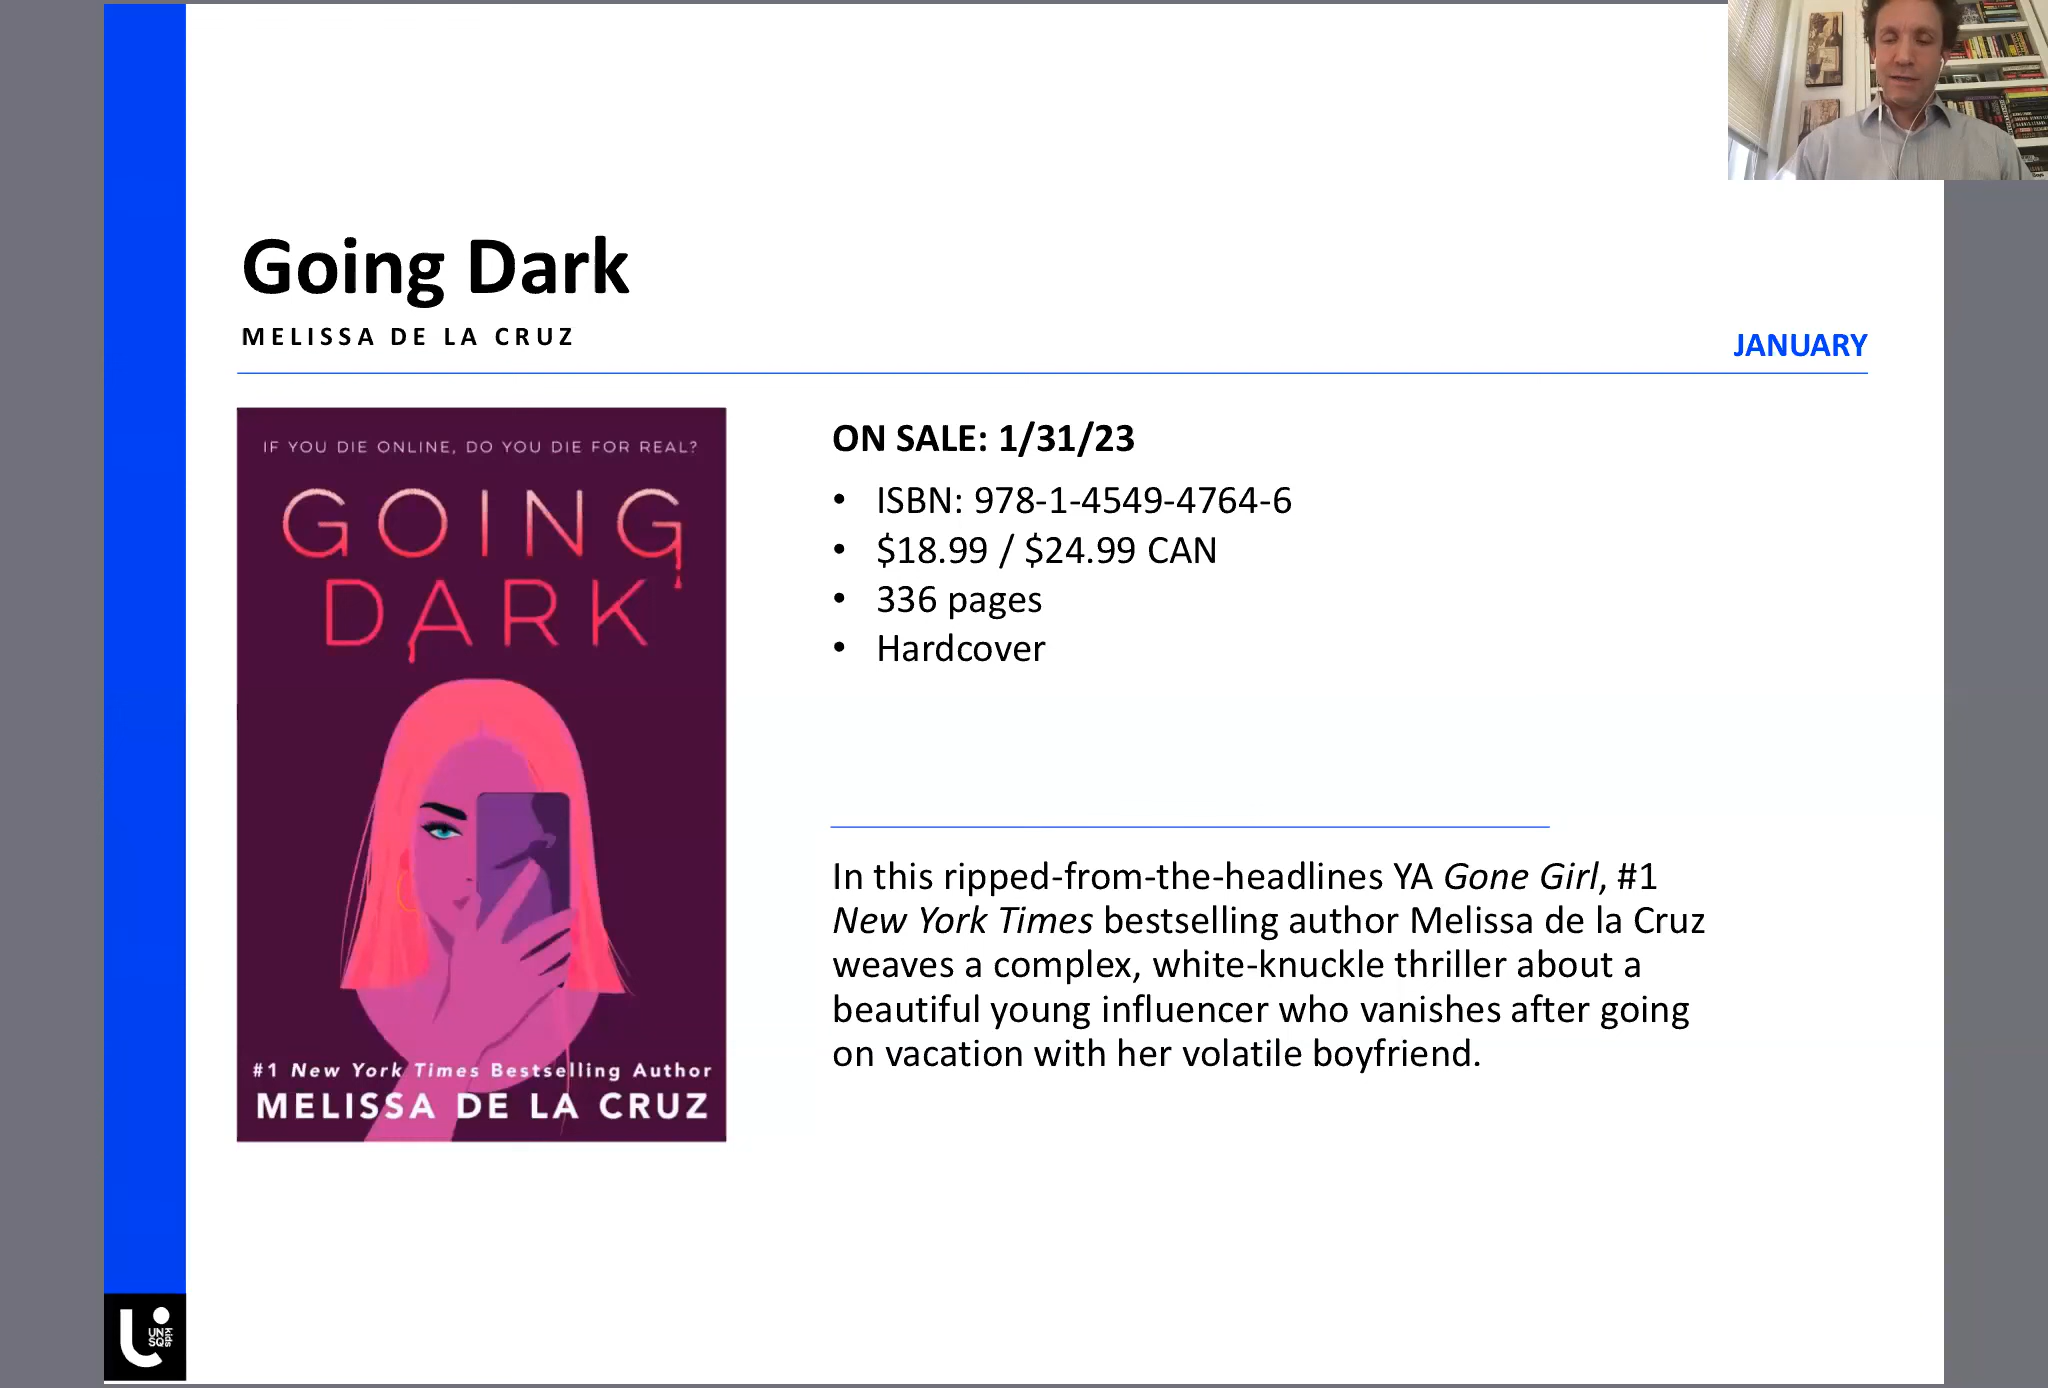 Going Dark
MELISSA DE LA CRUZ
JANUARY
IF YOU DIE ONLINE, DO YOU DIE FOR REAL?
GOING
DARK
#1 New York Times Bestselling Author
MELISSA DE LA CRUZ
ON SALE: 1/31/23
• ISBN: 978-1-4549-4764-6
• $18.99 / $24.99 CAN
• 336 pages
• Hardcover
In this ripped-from-the-headlines YA Gone Girl, #1
New York Times bestselling author Melissa de la Cruz
weaves a complex, white-knuckle thriller about a
beautiful young influencer who vanishes after going
on vacation with her volatile boyfriend.
UN
SQ
kids